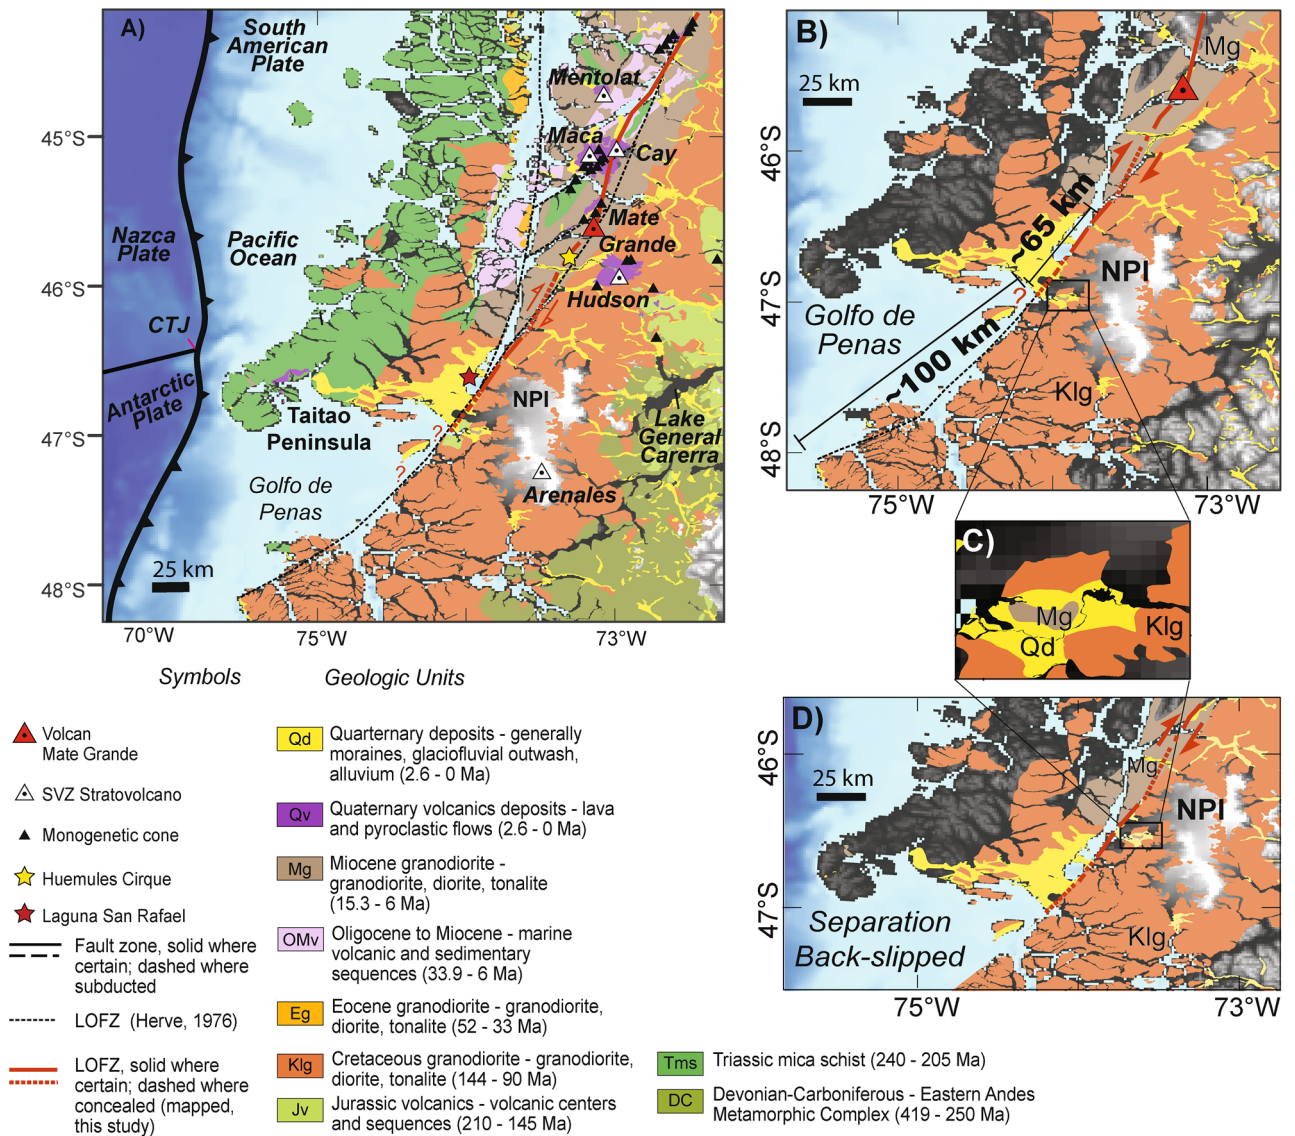 A)
South
American
Plate
Mentolat
Maca
Cay
45°S
Mate
Grande
Nazca
Plate
Pacific
Ocean
46°S
Hudson
CTJ
Antarctic
Plate
NPI
Taitao
Peninsula
Lake
General
Carerra
47°S
?
?
Golfo de
Penas
Arenales
25 km
48°S
70°W
75°W
73°W
B)
Mg
25 km
46°S
~65 km
NPI
47°S
?
Golfo de
Penas
~100 km
Klg
48°S
75°W
73°W
C)
Mg
Klg
Qd
D)
46°S
Mg
25 km
NPI
47°S
Separation
Back-slipped
Klg
75°W
73°W
Symbols
Volcan
Mate Grande
SVZ Stratovolcano
Monogenetic cone
Huemules Cirque
Laguna San Rafael
Fault zone, solid where
certain; dashed where
subducted
LOFZ (Herve, 1976)
LOFZ, solid where
certain; dashed where
concealed (mapped,
this study)
Geologic Units
Qd
Quarternary deposits - generally
moraines, glaciofluvial outwash,
alluvium (2.6 - 0 Ma)
Qv
Quaternary volcanics deposits - lava
and pyroclastic flows (2.6 - 0 Ma)
Mg
Miocene granodiorite -
granodiorite, diorite, tonalite
(15.3 - 6 Ma)
OMv
Oligocene to Miocene - marine
volcanic and sedimentary
sequences (33.9 - 6 Ma)
Eg
Eocene granodiorite - granodiorite,
diorite, tonalite (52 - 33 Ma)
Klg
Cretaceous granodiorite - granodiorite,
diorite, tonalite (144 - 90 Ma)
Jv
Jurassic volcanics - volcanic centers
and sequences (210 - 145 Ma)
Tms
Triassic mica schist (240 - 205 Ma)
DC
Devonian-Carboniferous - Eastern Andes
Metamorphic Complex (419 - 250 Ma)